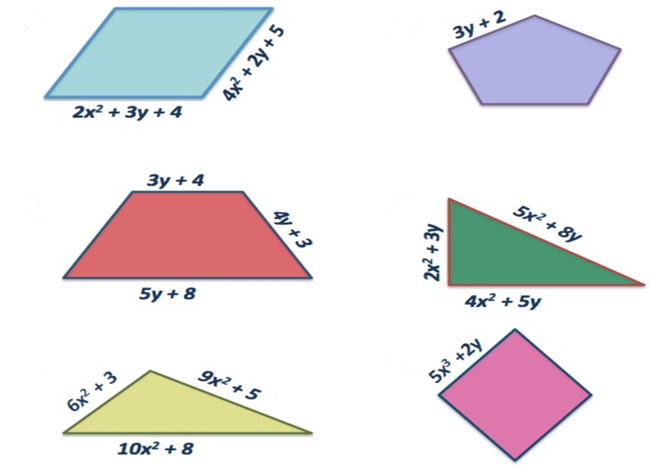 4x² + 2y + 5
2x² + 3y + 4
3y + 2
3y + 4
4y + 3
5y + 8
2x² + 3y
5x² + 8y
4x² + 5y
6x² + 3
9x² + 5
10x² + 8
5x³ +2y